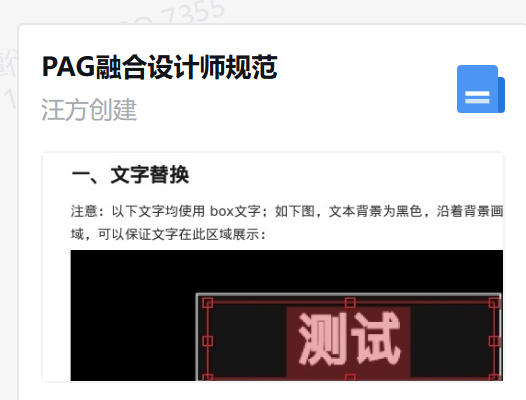 7355
PAG融合设计师规范
汪方创建
一、文字替换
注意：以下文字均使用 box文字；如下图，文本背景为黑色，沿着背景画
域，可以保证文字在此区域展示：
测试